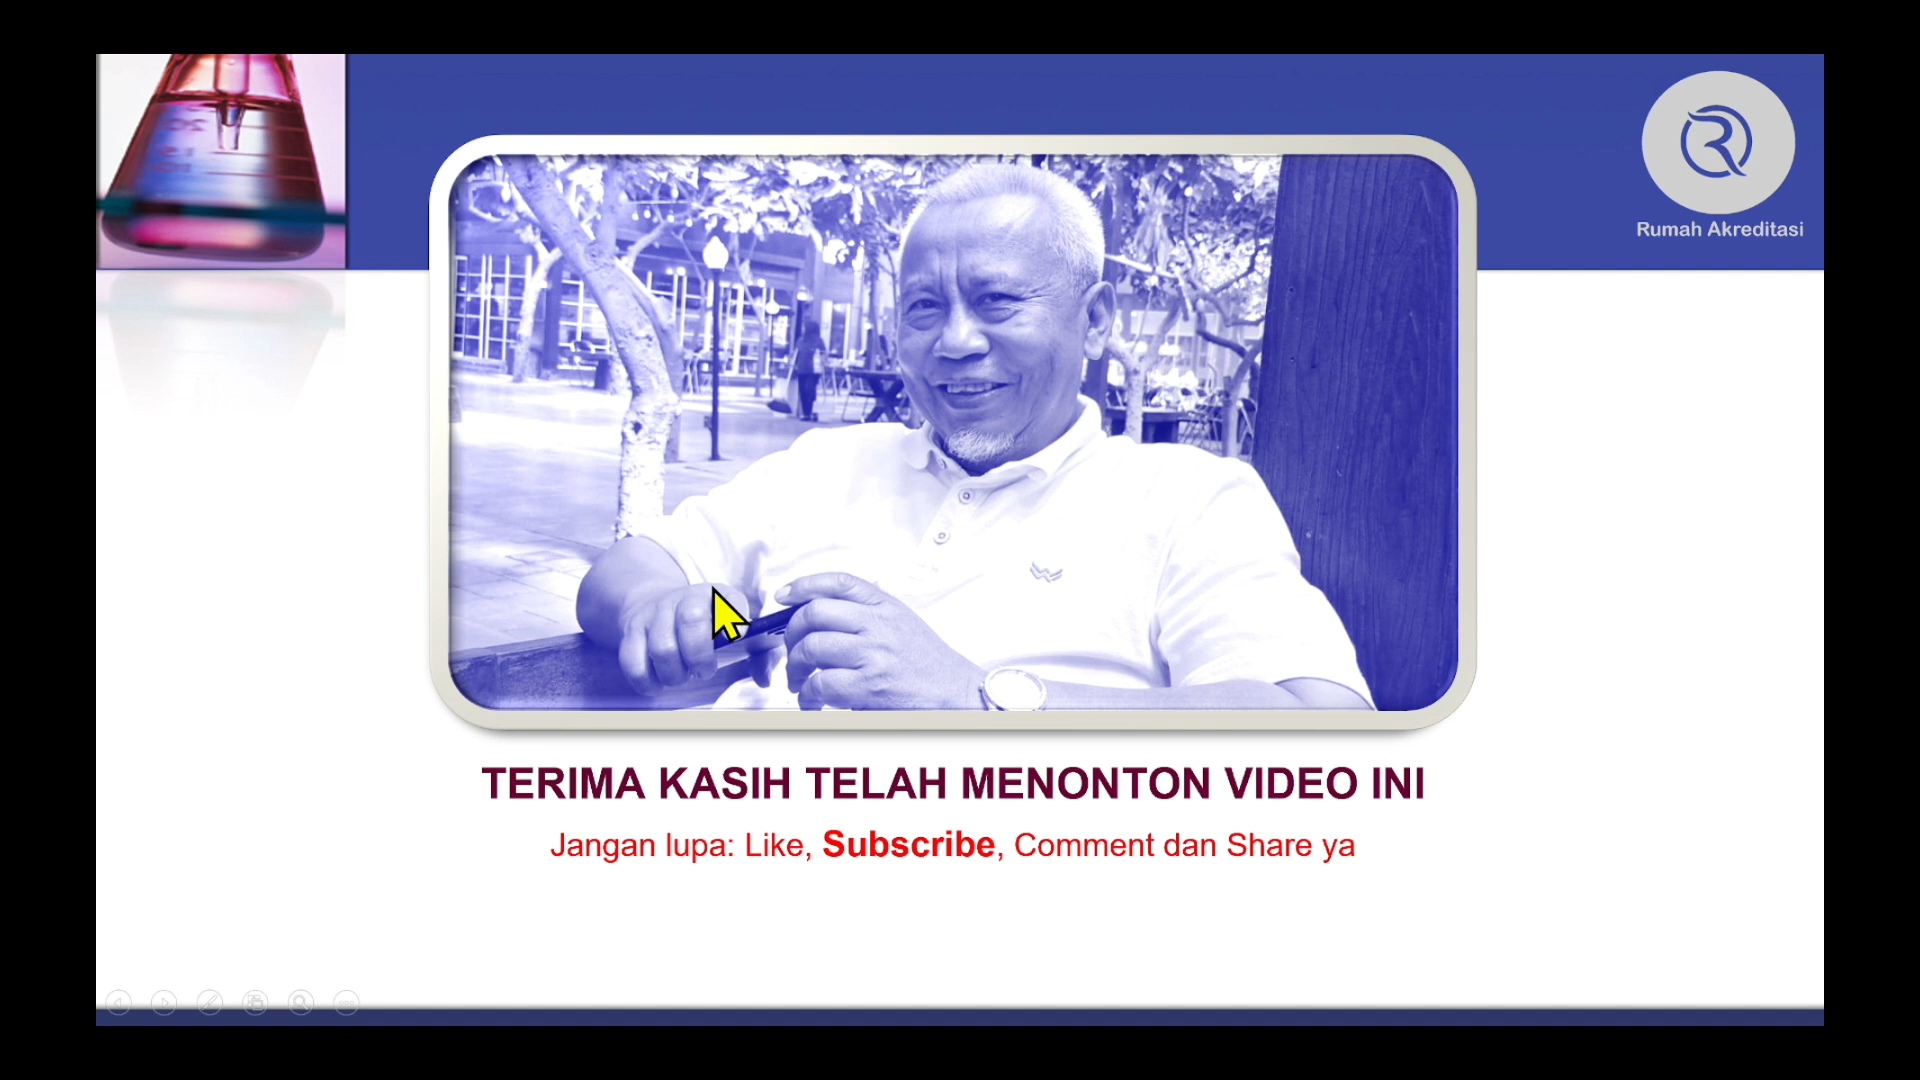 Rumah Akreditasi
TERIMA KASIH TELAH MENONTON VIDEO INI
Jangan lupa: Like, Subscribe, Comment dan Share ya